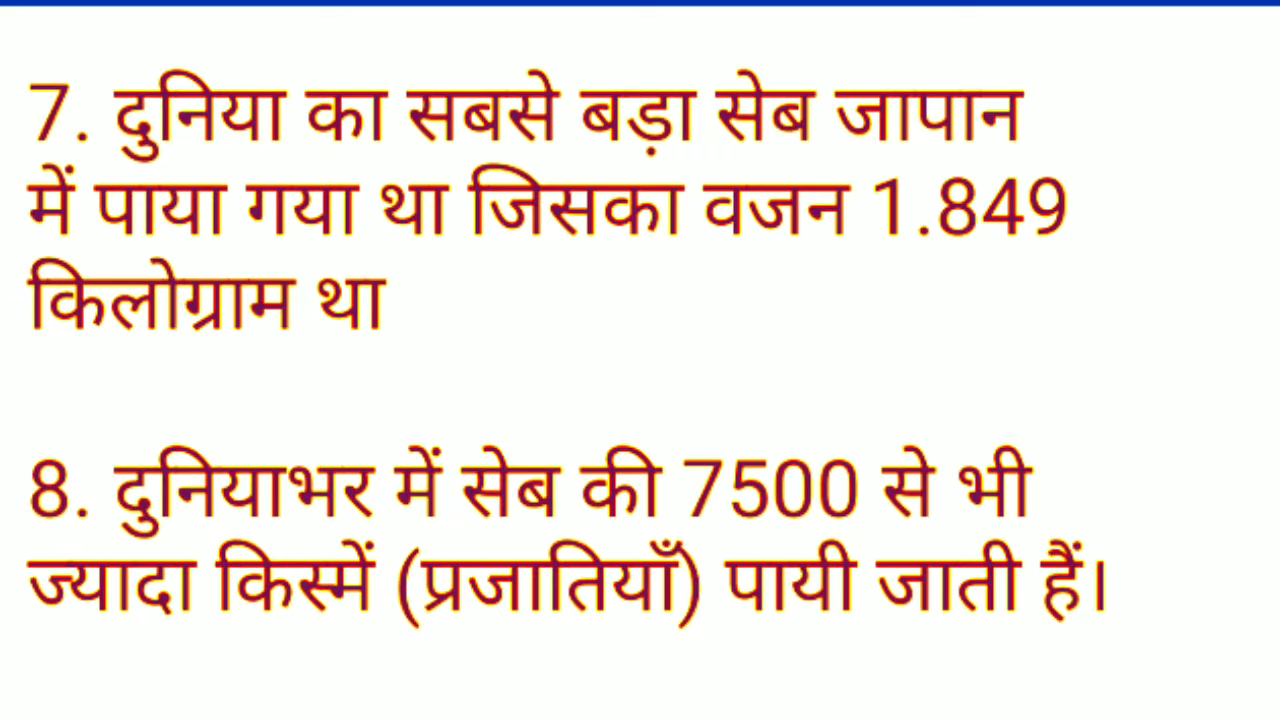 7. दुनिया का सबसे बड़ा सेब जापान
में पाया गया था जिसका वजन 1.849
किलोग्राम था
8. दुनियाभर में सेब की 7500 से भी
ज्यादा किस्में (प्रजातियाँ) पायी जाती हैं।